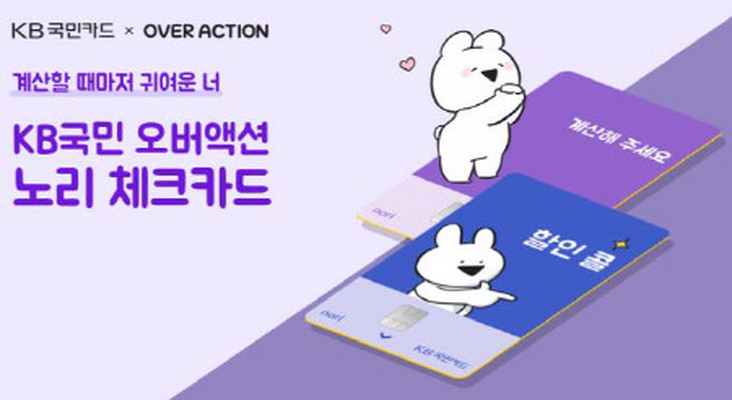 KB국민카드 × OVER ACTION
계산할 때마저 귀여운 너
KB국민 오버액션
노리 체크카드
계산해 주세요
nori
할인 콜
nori
KB국민카드